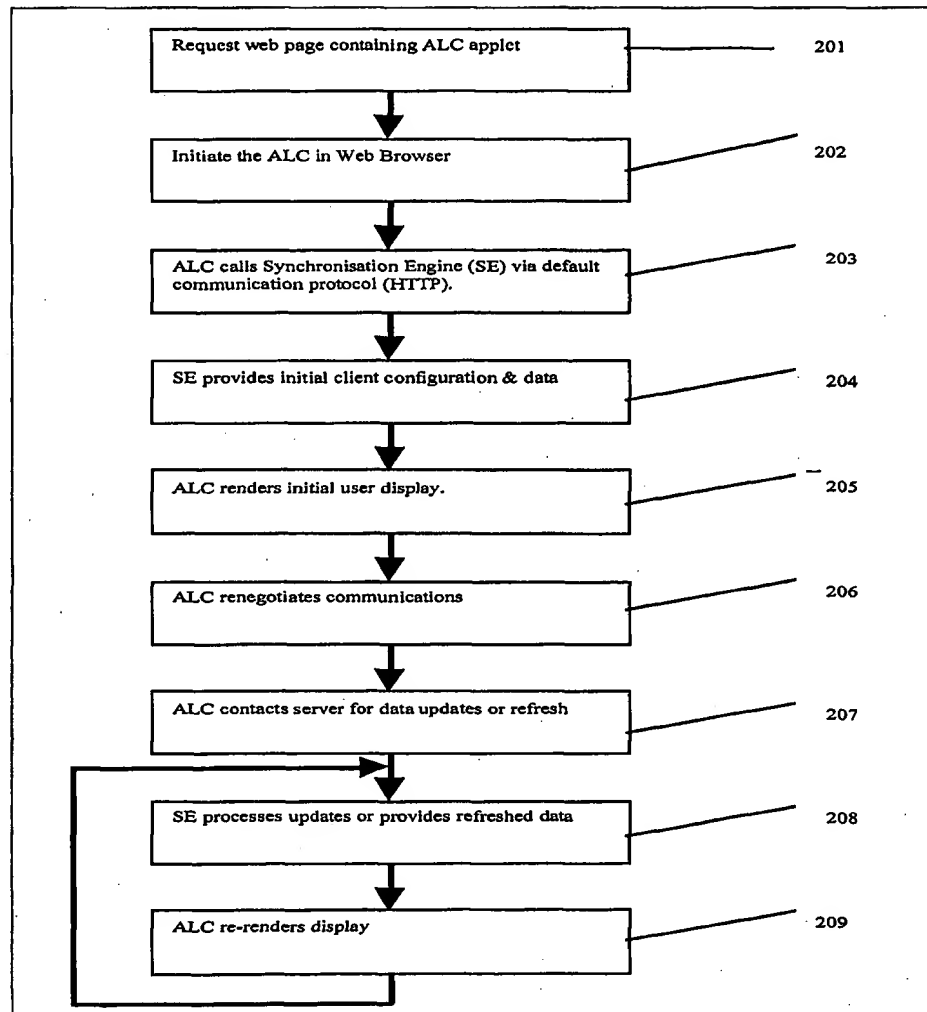 Request web page containing ALC applet
201
Initiate the ALC in Web Browser
202
ALC calls Synchronisation Engine (SE) via default
communication protocol (HTTP).
203
SE provides initial client configuration & data
204
ALC renders initial user display.
205
ALC renegotiates communications
206
ALC contacts server for data updates or refresh
207
SE processes updates or provides refreshed data
208
ALC re-renders display
209